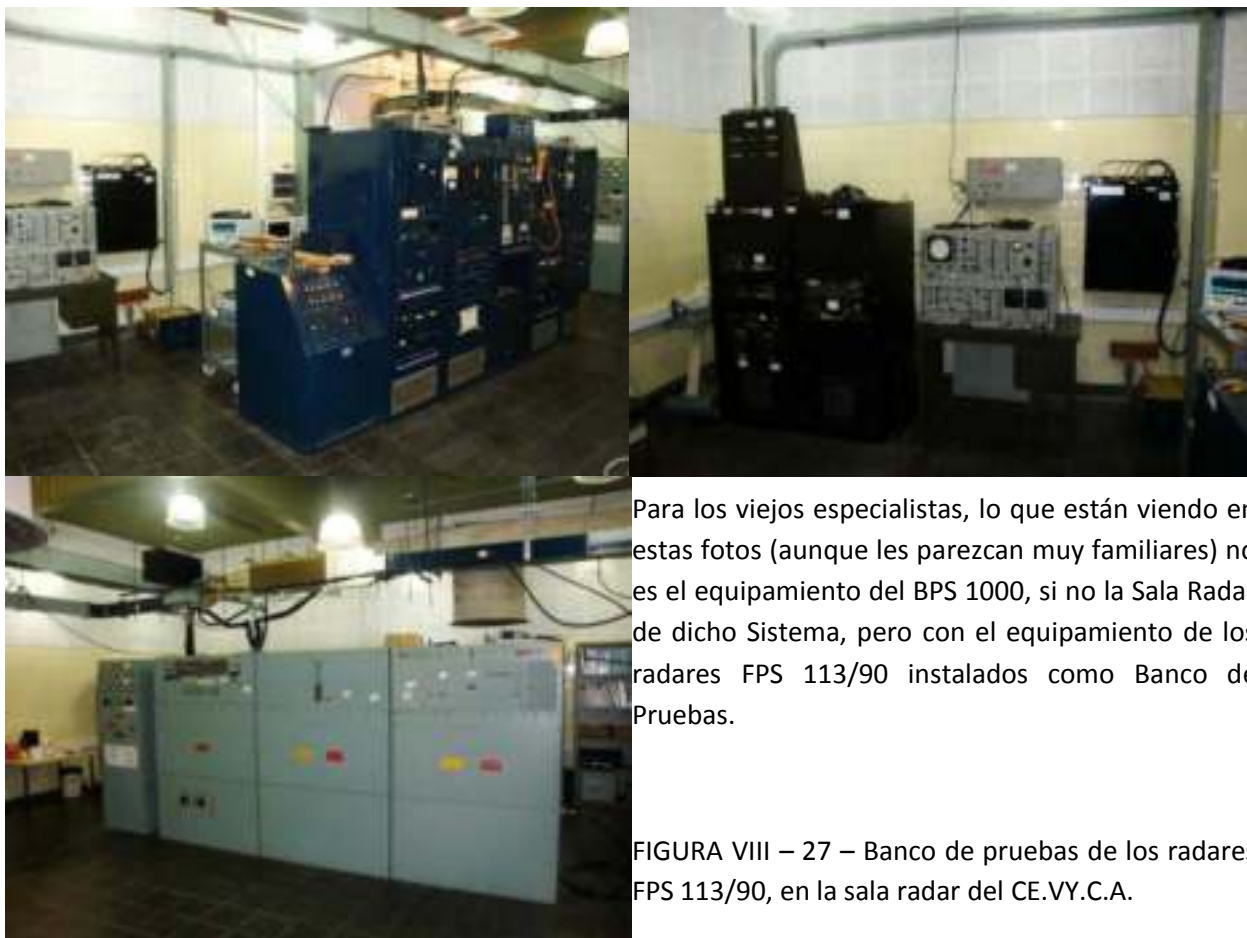 Para los viejos especialistas, lo que están viendo en
estas fotos (aunque les parezcan muy familiares) no
es el equipamiento del BPS 1000, si no la Sala Radar
de dicho Sistema, pero con el equipamiento de los
radares FPS 113/90 instalados como Banco de
Pruebas.
FIGURA VIII – 27 – Banco de pruebas de los radares
FPS 113/90, en la sala radar del CE.VY.C.A.